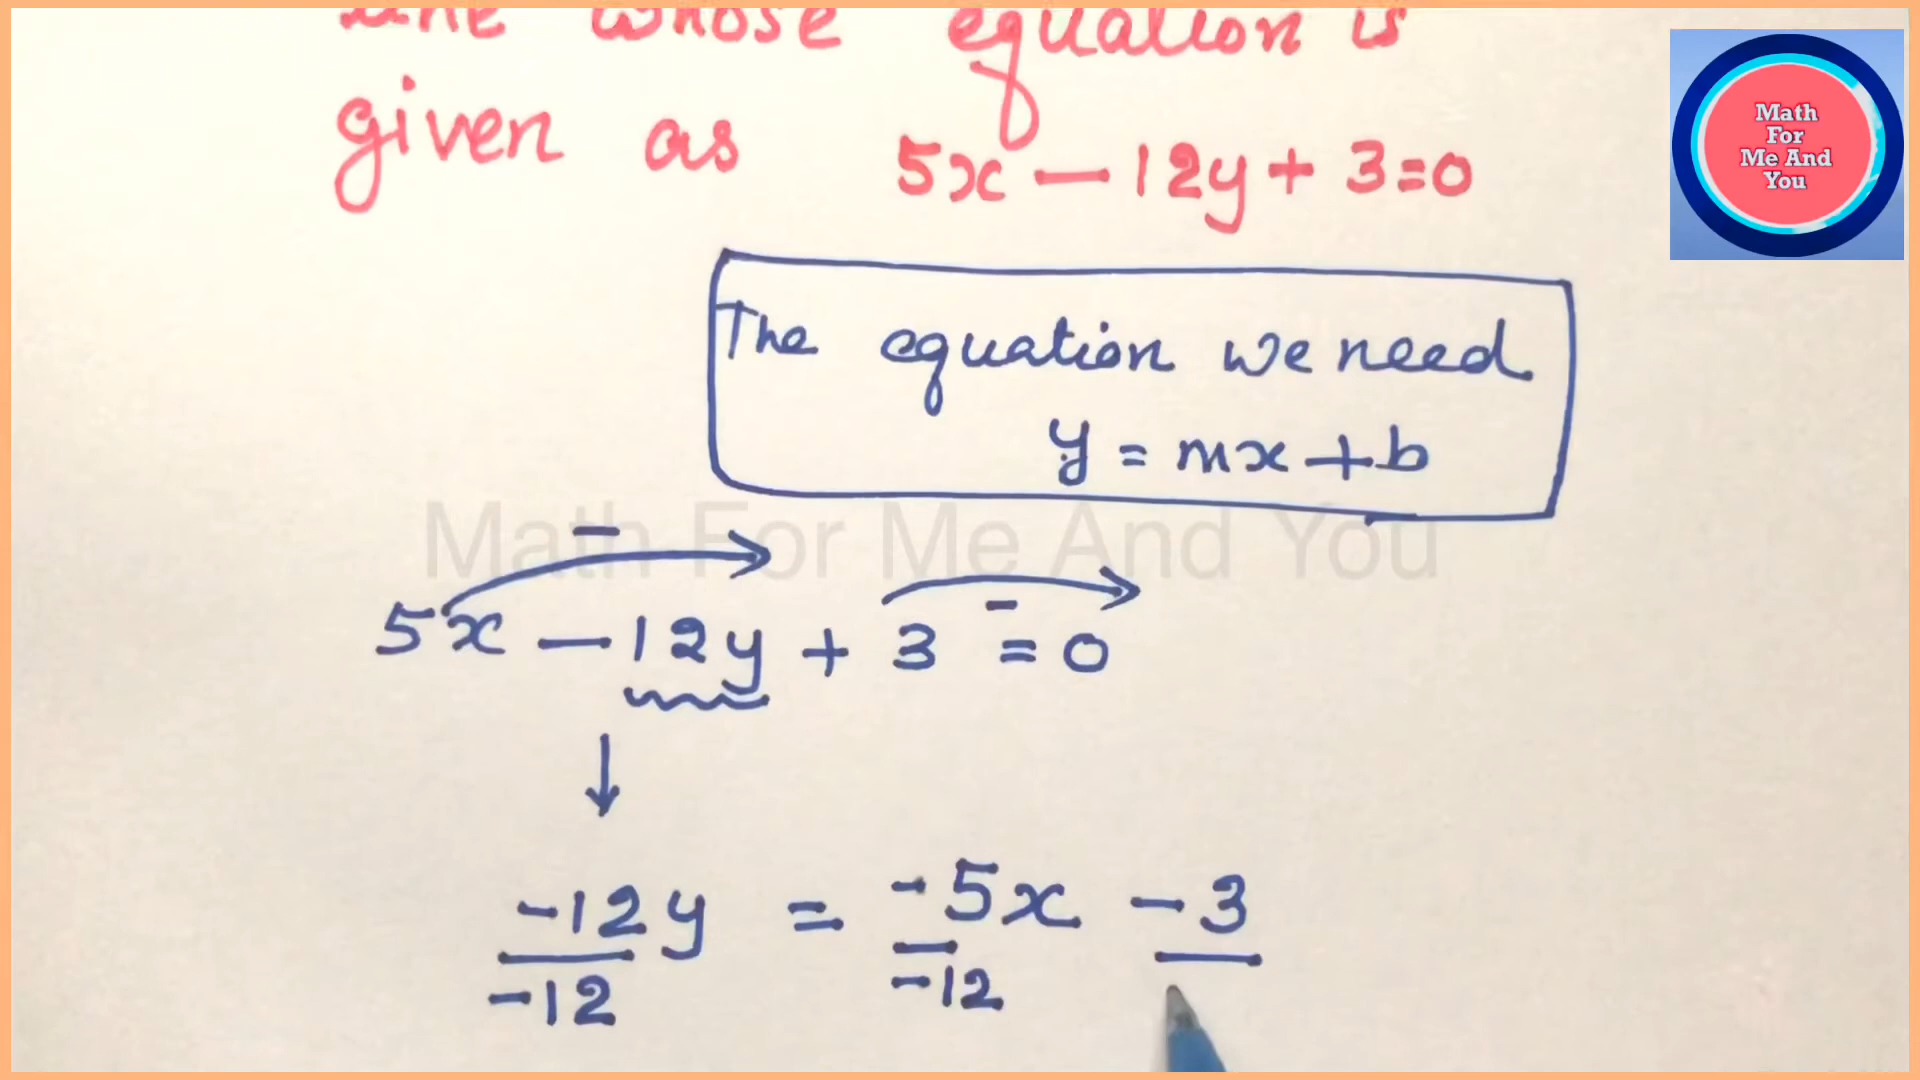 line whose equation is
given as 5x — 12y + 3 = 0
Math
For
Me And
You
The equation we need
y = mx + b
Math For Me And You
−
5x — 12y + 3 = 0
−
-12y = -5x - 3
-12 -12